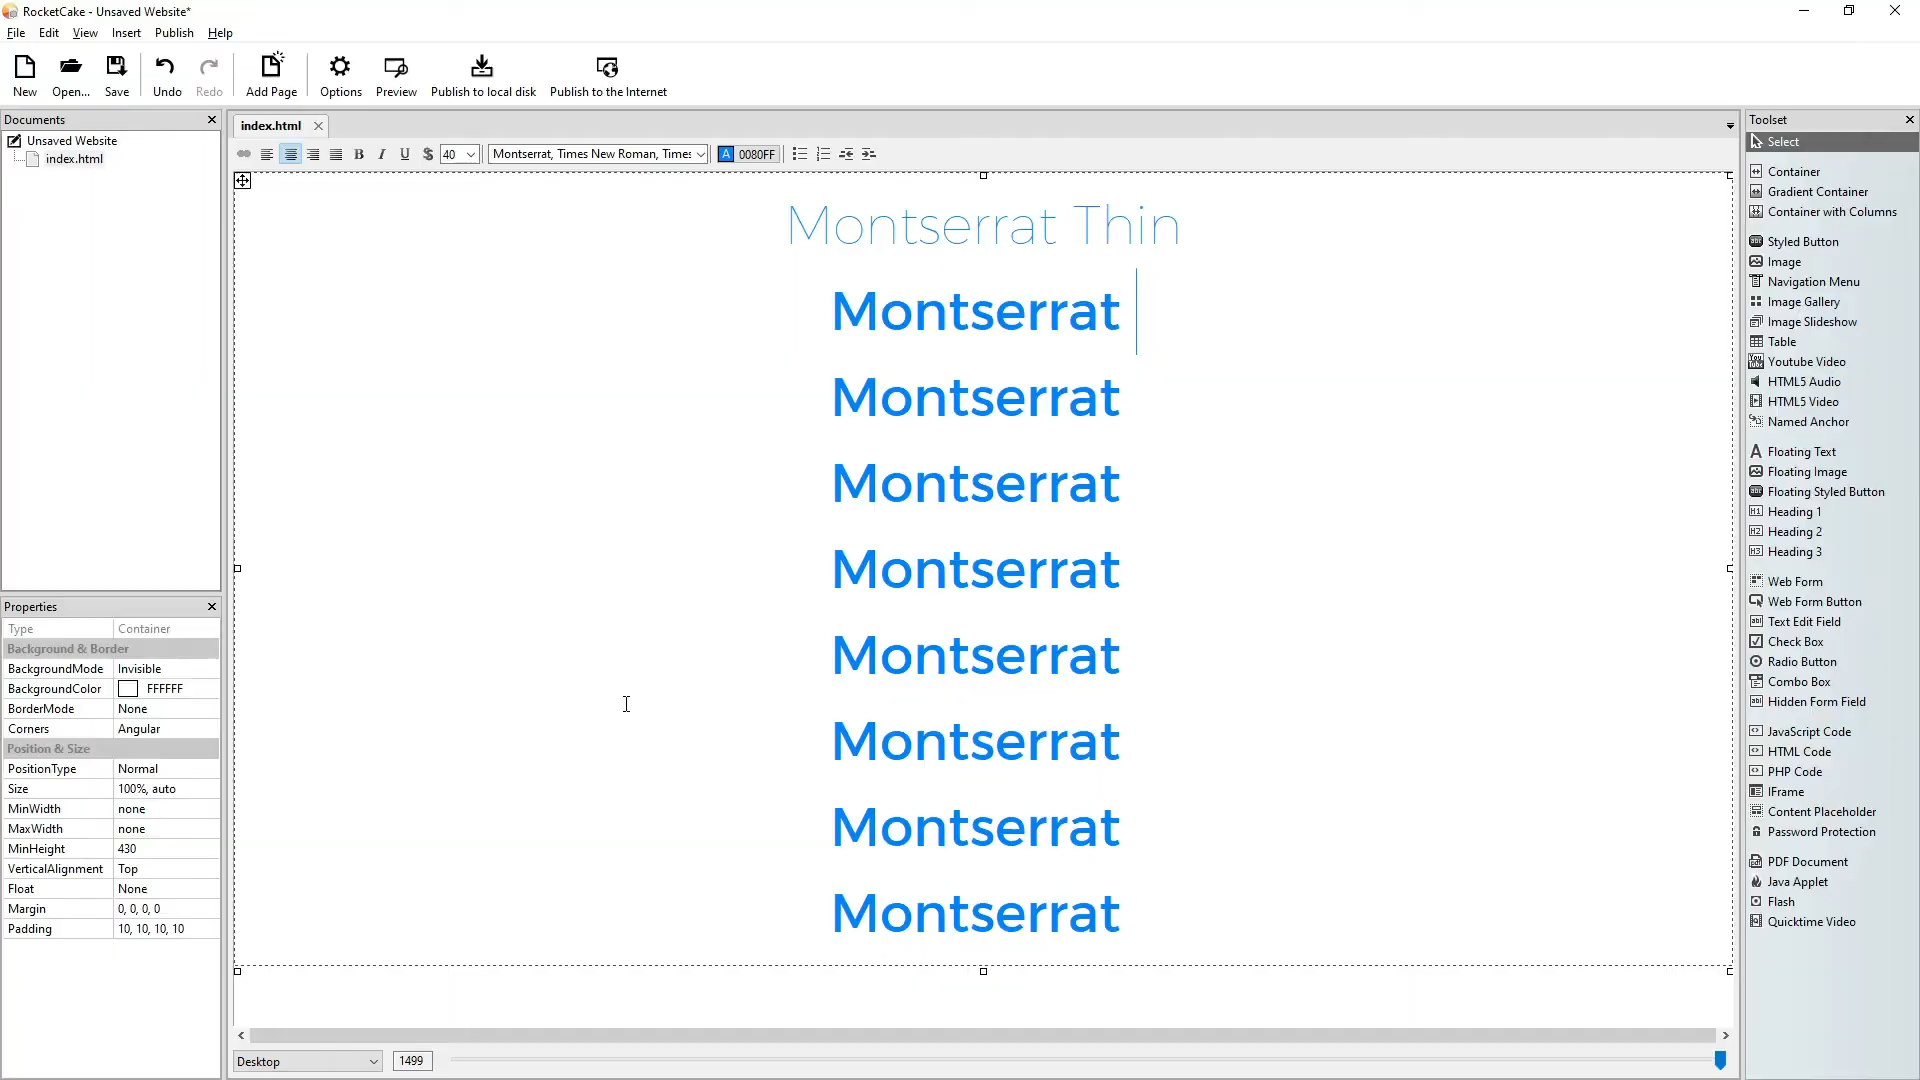 RocketCake - Unsaved Website*
File Edit View Insert Publish Help
New Open... Save Undo Redo Add Page Options Preview Publish to local disk Publish to the Internet
Documents
Unsaved Website
index.html
Properties
Type Container
Background & Border
BackgroundMode Invisible
BackgroundColor FFFFFF
BorderMode None
Corners Angular
Position & Size
PositionType Normal
Size 100%, auto
MinWidth none
MaxWidth none
MinHeight 430
VerticalAlignment Top
Float None
Margin 0, 0, 0, 0
Padding 10, 10, 10, 10
index.html
B I U $ 40 Montserrat, Times New Roman, Times A 0080FF
Montserrat Thin
Montserrat
Montserrat
Montserrat
Montserrat
Montserrat
Montserrat
Montserrat
Montserrat
Desktop 1499
Toolset
Select
Container
Gradient Container
Container with Columns
Styled Button
Image
Navigation Menu
Image Gallery
Image Slideshow
Table
Youtube Video
HTML5 Audio
HTML5 Video
Named Anchor
Floating Text
Floating Image
Floating Styled Button
Heading 1
Heading 2
Heading 3
Web Form
Web Form Button
Text Edit Field
Check Box
Radio Button
Combo Box
Hidden Form Field
JavaScript Code
HTML Code
PHP Code
IFrame
Content Placeholder
Password Protection
PDF Document
Java Applet
Flash
Quicktime Video